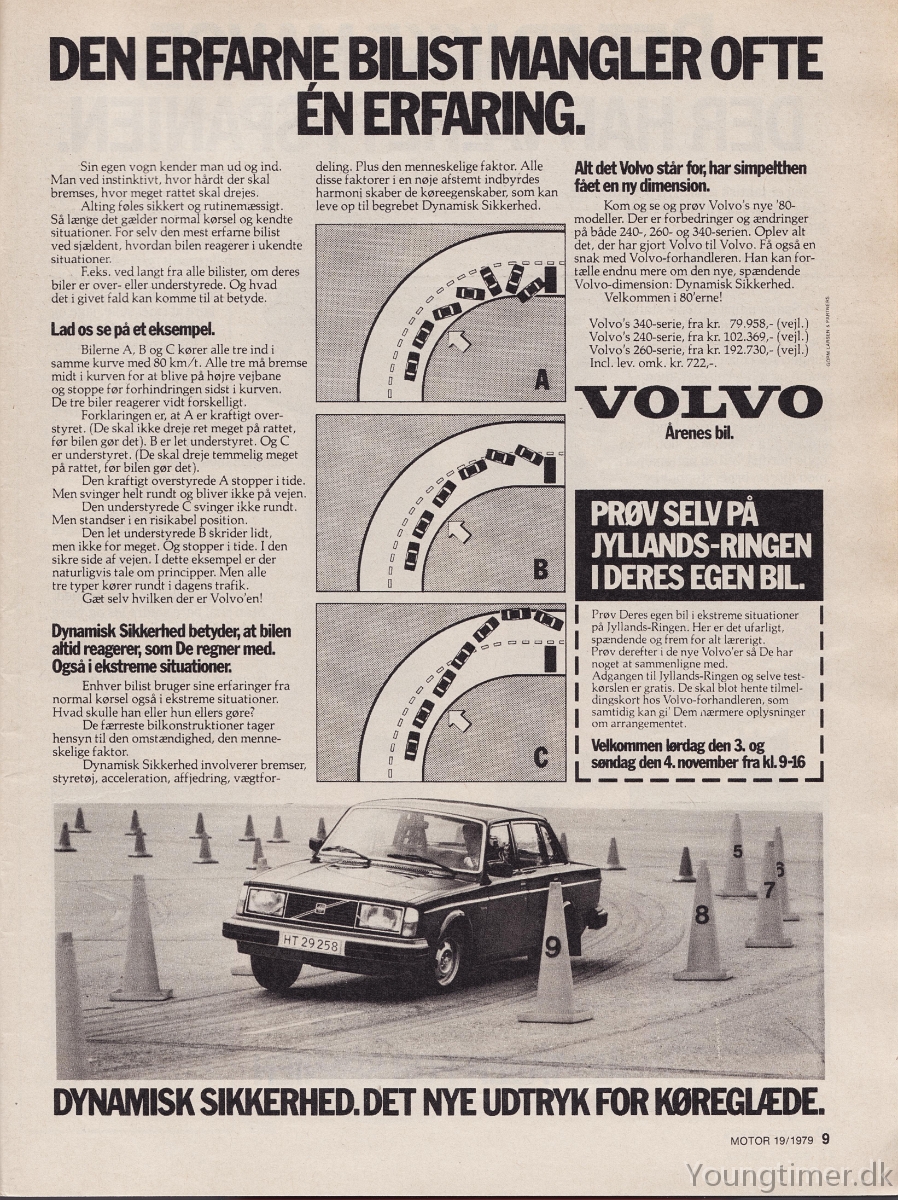 DEN ERFARNE BILIST MANGLER OFTE
ÉN ERFARING.
Sin egen vogn kender man ud og ind.
Man ved instinktivt, hvor hårdt der skal
bremses, hvor meget rattet skal drejes.
Alting føles sikkert og rutinemæssigt.
Så længe det gælder normal kørsel og kendte
situationer. For selv den mest erfarne bilist
ved sjældent, hvordan bilen reagerer i ukendte
situationer.
F.eks. ved langt fra alle bilister, om deres
biler er over- eller understyrede. Og hvad
det i givet fald kan komme til at betyde.
Lad os se på et eksempel.
Bilerne A, B og C kører alle tre ind i
samme kurve med 80 km/t. Alle tre må bremse
midt i kurven for at blive på højre vejbane
og stoppe før forhindringen sidst i kurven.
De tre biler reagerer vidt forskelligt.
Forklaringen er, at A er kraftigt over-
styret. (De skal ikke dreje ret meget på rattet,
før bilen gør det). B er let understyret. Og C
er understyret. (De skal dreje temmelig meget
på rattet, før bilen gør det).
Den kraftigt overstyrede A stopper i tide.
Men svinger helt rundt og bliver ikke på vejen.
Den understyrede C svinger ikke rundt.
Men standser i en risikabel position.
Den let understyrede B skrider lidt,
men ikke for meget. Og stopper i tide. I den
sikre side af vejen. I dette eksempel er der
naturligvis tale om principper. Men alle
tre typer kører rundt i dagens trafik.
Gæt selv hvilken der er Volvo'en!
Dynamisk Sikkerhed betyder, at bilen
altid reagerer, som De regner med.
Også i ekstreme situationer.
Enhver bilist bruger sine erfaringer fra
normal kørsel også i ekstreme situationer.
Hvad skulle han eller hun ellers gøre?
De færreste bilkonstruktioner tager
hensyn til den omstændighed, den menne-
skelige faktor.
Dynamisk Sikkerhed involverer bremser,
styretøj, acceleration, affjedring, vægtfor-
deling. Plus den menneskelige faktor. Alle
disse faktorer i en nøje afstemt indbyrdes
harmoni skaber de køreegenskaber, som kan
leve op til begrebet Dynamisk Sikkerhed.
A
B
C
Alt det Volvo står for, har simpelthen
fået en ny dimension.
Kom og se og prøv Volvo's nye '80-
modeller. Der er forbedringer og ændringer
på både 240-, 260- og 340-serien. Oplev alt
det, der har gjort Volvo til Volvo. Få også en
snak med Volvo-forhandleren. Han kan for-
tælle endnu mere om den nye, spændende
Volvo-dimension: Dynamisk Sikkerhed.
Velkommen i 80'erne!
Volvo's 340-serie, fra kr. 79.958,- (vejl.)
Volvo's 240-serie, fra kr. 102.369,- (vejl.)
Volvo's 260-serie, fra kr. 192.730,- (vejl.)
Incl. lev. omk. kr. 722,-.
LARSEN & PARTNERS
VOLVO
Årenes bil.
PRØV SELV PÅ
JYLLANDS-RINGEN
I DERES EGEN BIL.
Prøv Deres egen bil i ekstreme situationer
på Jyllands-Ringen. Her er det ufarligt,
spændende og frem for alt lærerigt.
Prøv derefter i de nye Volvo'er så De har
noget at sammenligne med.
Adgangen til Jyllands-Ringen og selve test-
kørslen er gratis. De skal blot hente tilmel-
dingskort hos Volvo-forhandleren, som
samtidig kan gi' Dem nærmere oplysninger
om arrangementet.
Velkommen lørdag den 3. og
søndag den 4. november fra kl. 9-16
5
6
7
8
9
HT 29 258
DYNAMISK SIKKERHED. DET NYE UDTRYK FOR KØREGLÆDE.
MOTOR 19/1979 9
Youngtimer.dk